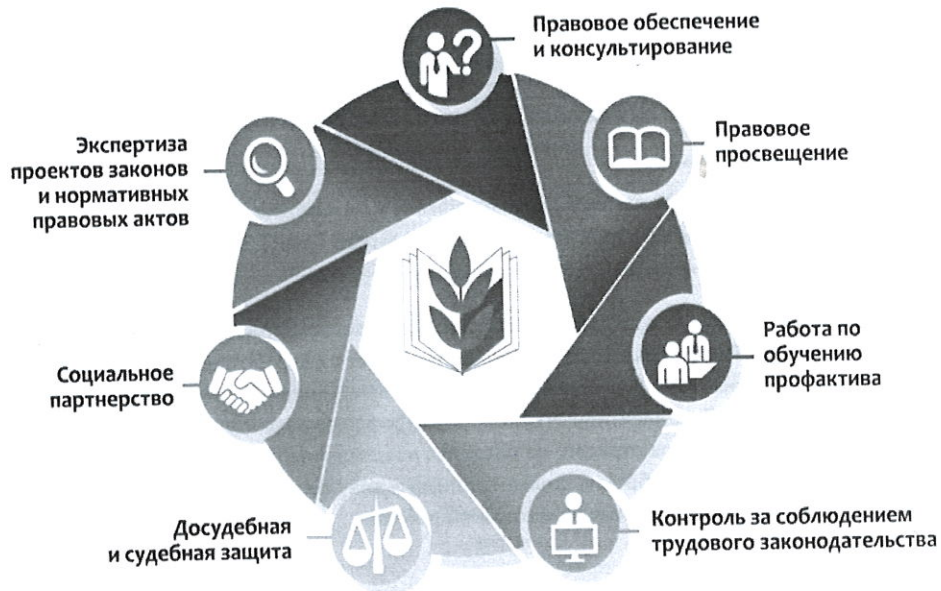 Правовое обеспечение
и консультирование
Правовое
просвещение
Работа по
обучению
профактива
Контроль за соблюдением
трудового законодательства
Досудебная
и судебная защита
Социальное
партнерство
Экспертиза
проектов законов
и нормативных
правовых актов